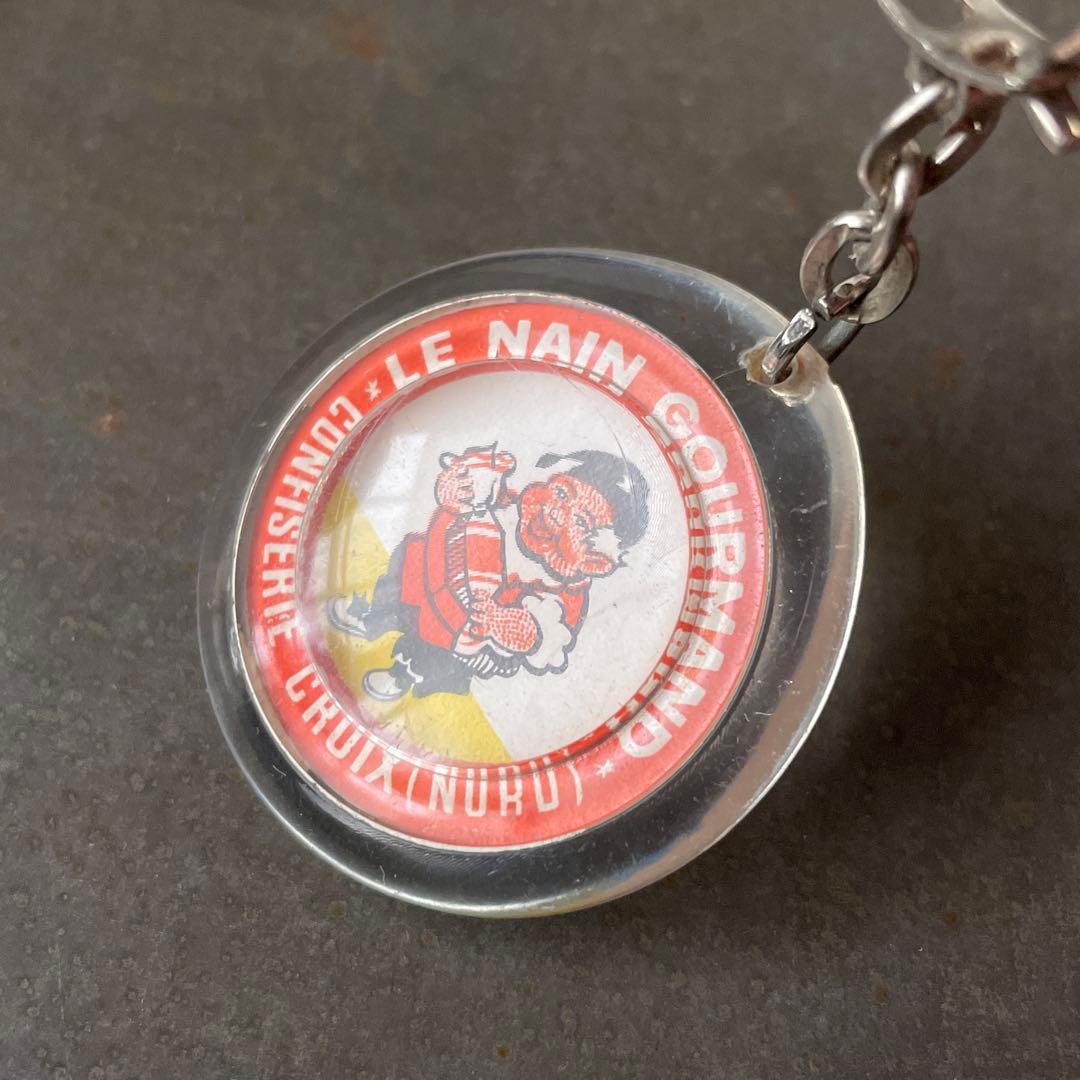 * LE NAIN GOURMAND *
CONFISERIE CROIX (NORD)